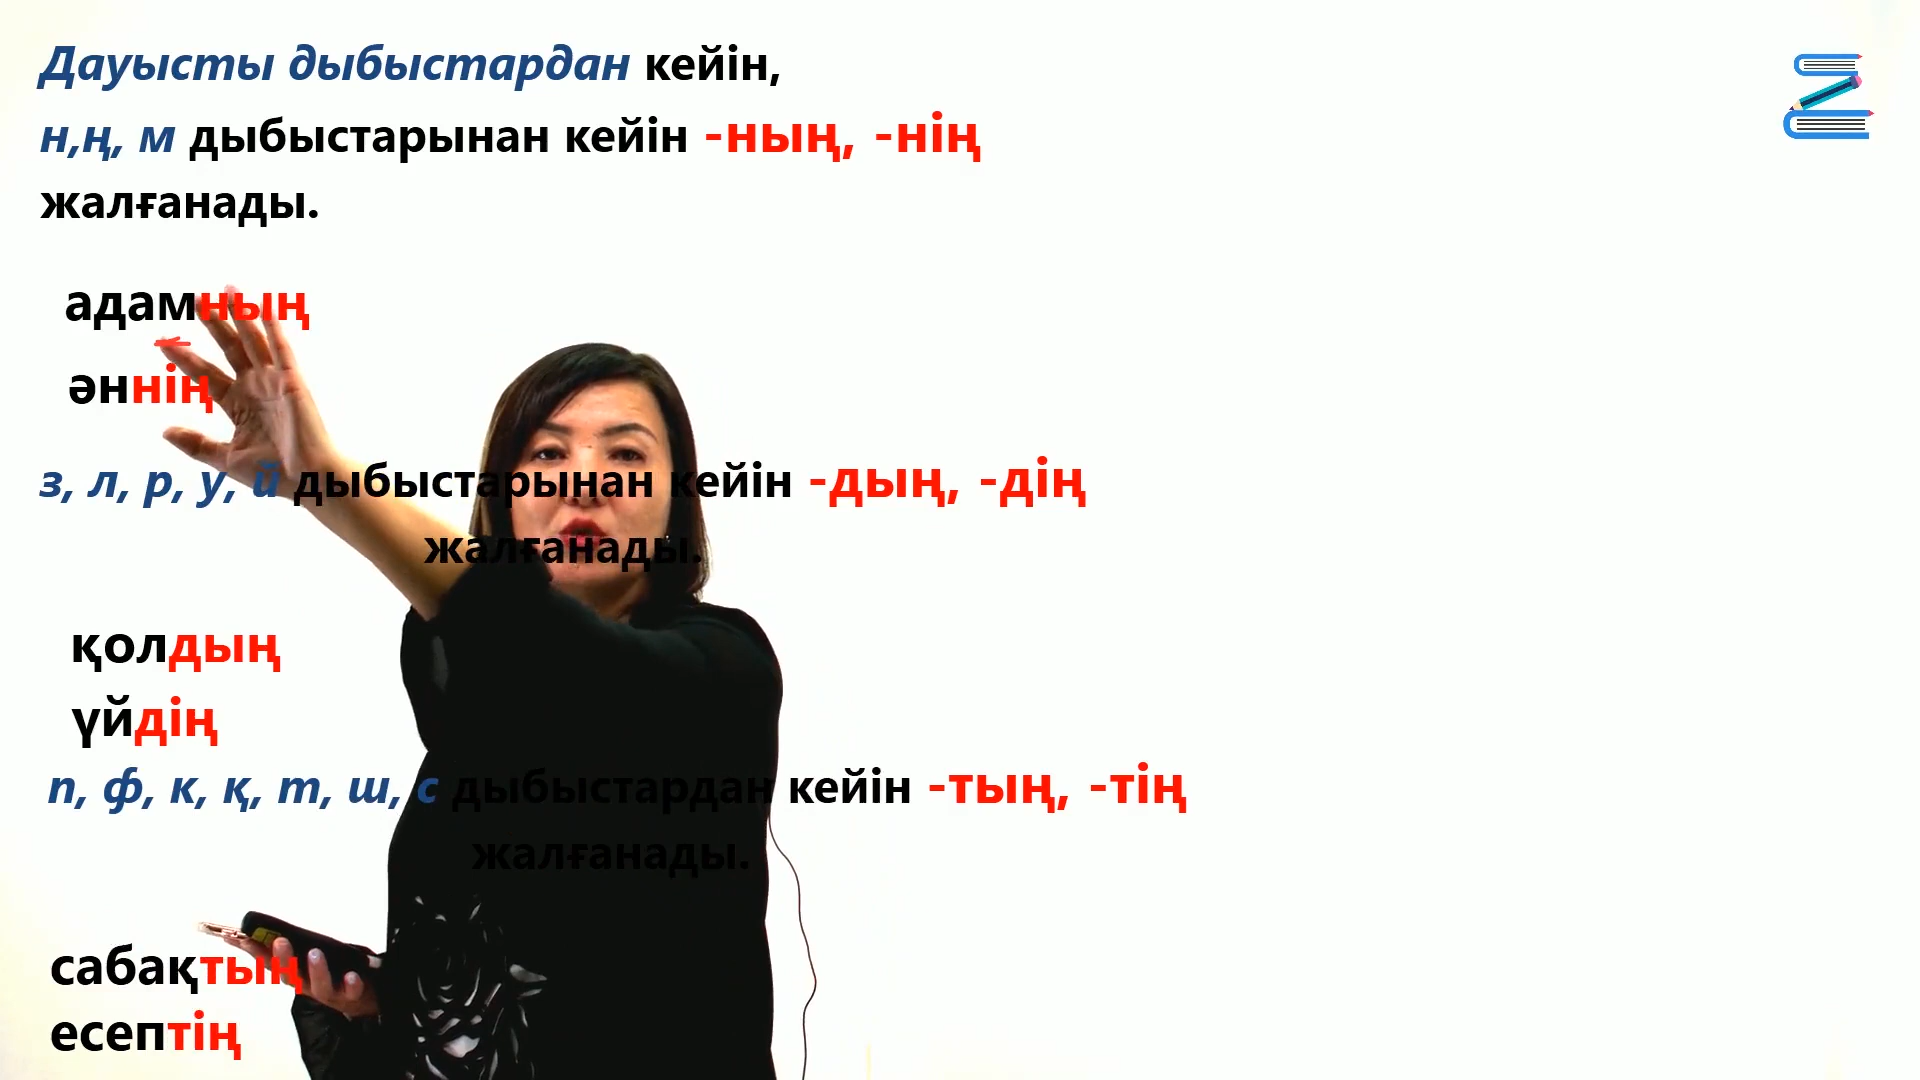 Дауысты дыбыстардан кейін,
н,ң, м дыбыстарынан кейін -ның, -нің
жалғанады.
адамның
әннің
з, л, р, у, й дыбыстарынан кейін -дың, -дің
жалғанады.
қолдың
үйдің
п, ф, к, қ, т, ш, с дыбыстардан кейін -тың, -тің
жалғанады.
сабақтың
есептің